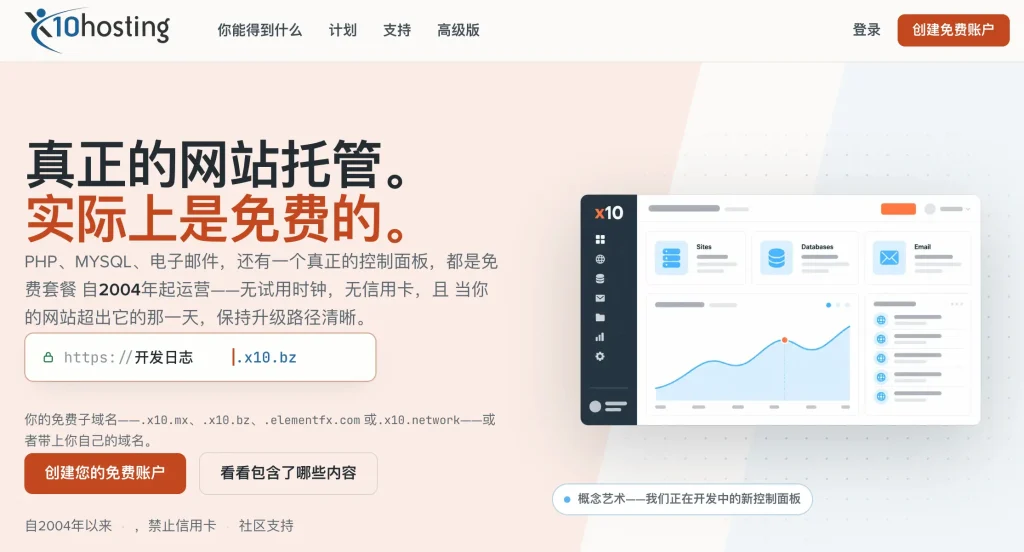 x10hosting
你能得到什么
计划
支持
高级版
登录
创建免费账户
真正的网站托管。
实际上是免费的。
PHP、MYSQL、电子邮件，还有一个真正的控制面板，都是免
费套餐 自2004年起运营——无试用时钟，无信用卡，且 当你
的网站超出它的那一天，保持升级路径清晰。
https://开发日志 .x10.bz
你的免费子域名——.x10.mx、.x10.bz、.elementfx.com 或.x10.network——或
者带上你自己的域名。
创建您的免费账户
看看包含了哪些内容
自2004年以来 · ，禁止信用卡 · 社区支持
x10
Sites
Databases
Email
概念艺术——我们正在开发中的新控制面板